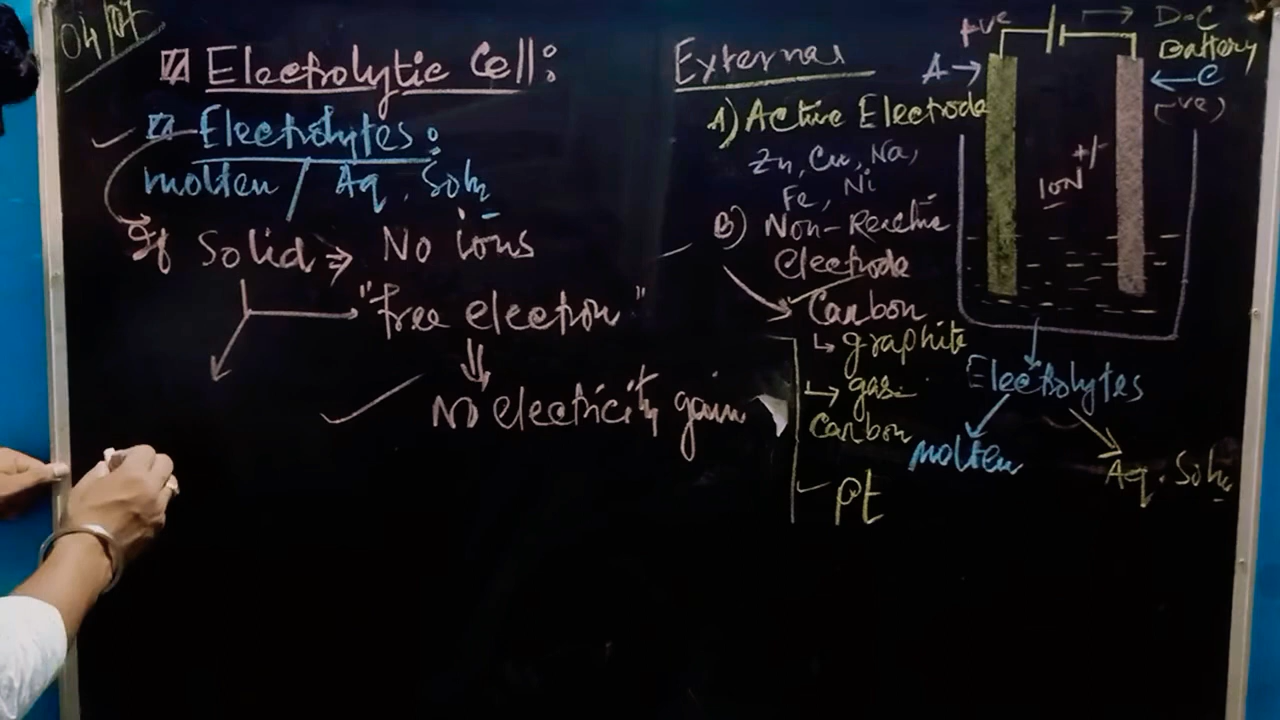 04/07
Electrolytic Cell:
Electrolytes:
molten / Aq. Soln
If Solid ⇒ No ions
"free electron"
No electricity gain
External
A) Active Electrode
Zn, Cu, Na,
Fe, Ni
B) Non-Reactive
Electrode
Carbon
↳ graphite
→ gas
Carbon
pt
+ve
D.C
Battery
A →
← C
(-ve)
ION +/-
Electrolytes
molten
Aq. Soln